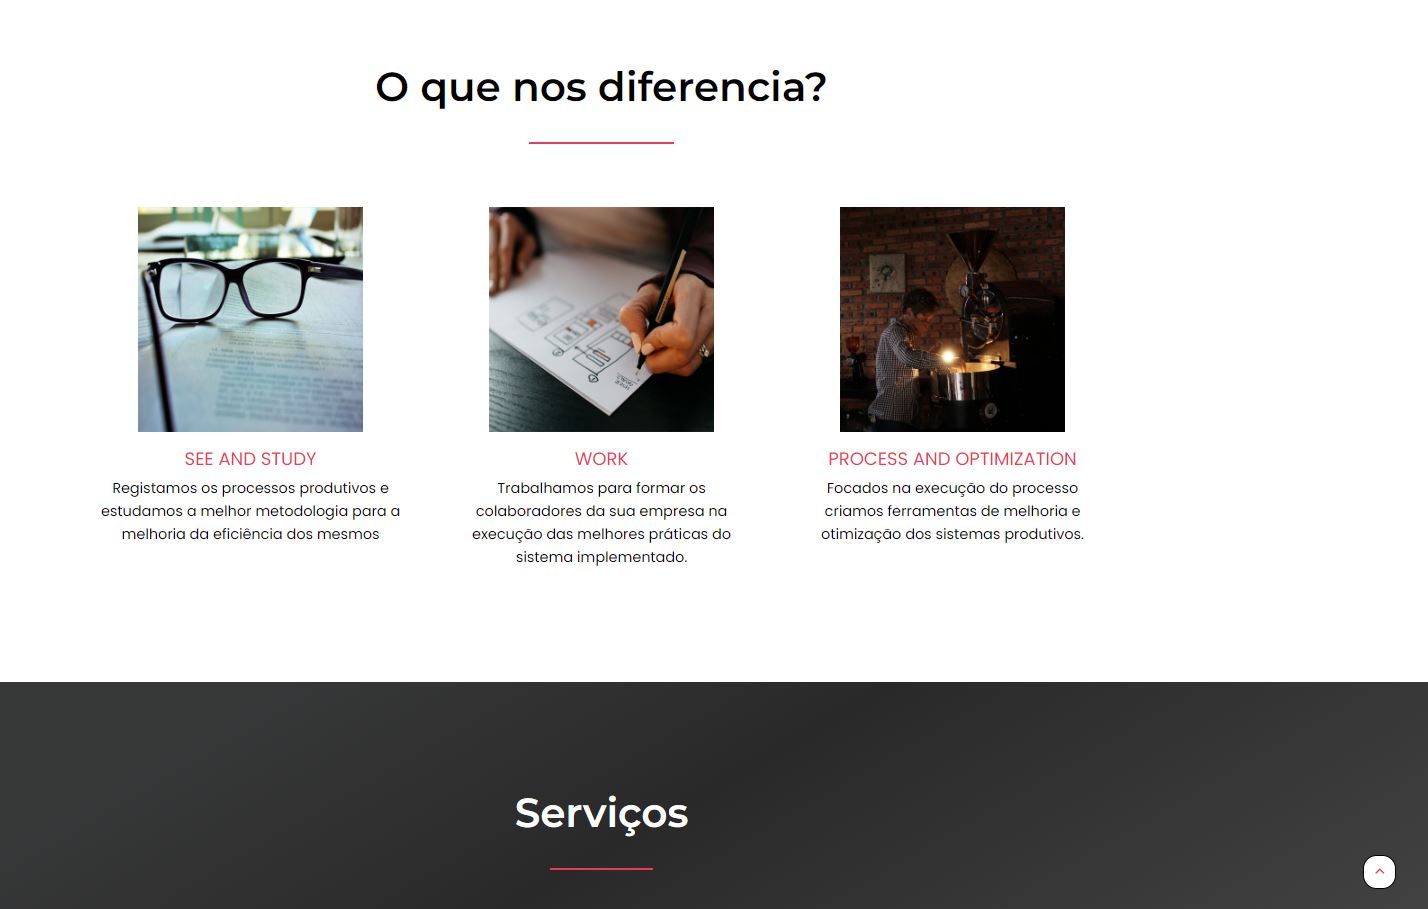 O que nos diferencia?
SEE AND STUDY
Registamos os processos produtivos e
estudamos a melhor metodologia para a
melhoria da eficiência dos mesmos
WORK
Trabalhamos para formar os
colaboradores da sua empresa na
execução das melhores práticas do
sistema implementado.
PROCESS AND OPTIMIZATION
Focados na execução do processo
criamos ferramentas de melhoria e
otimização dos sistemas produtivos.
Serviços